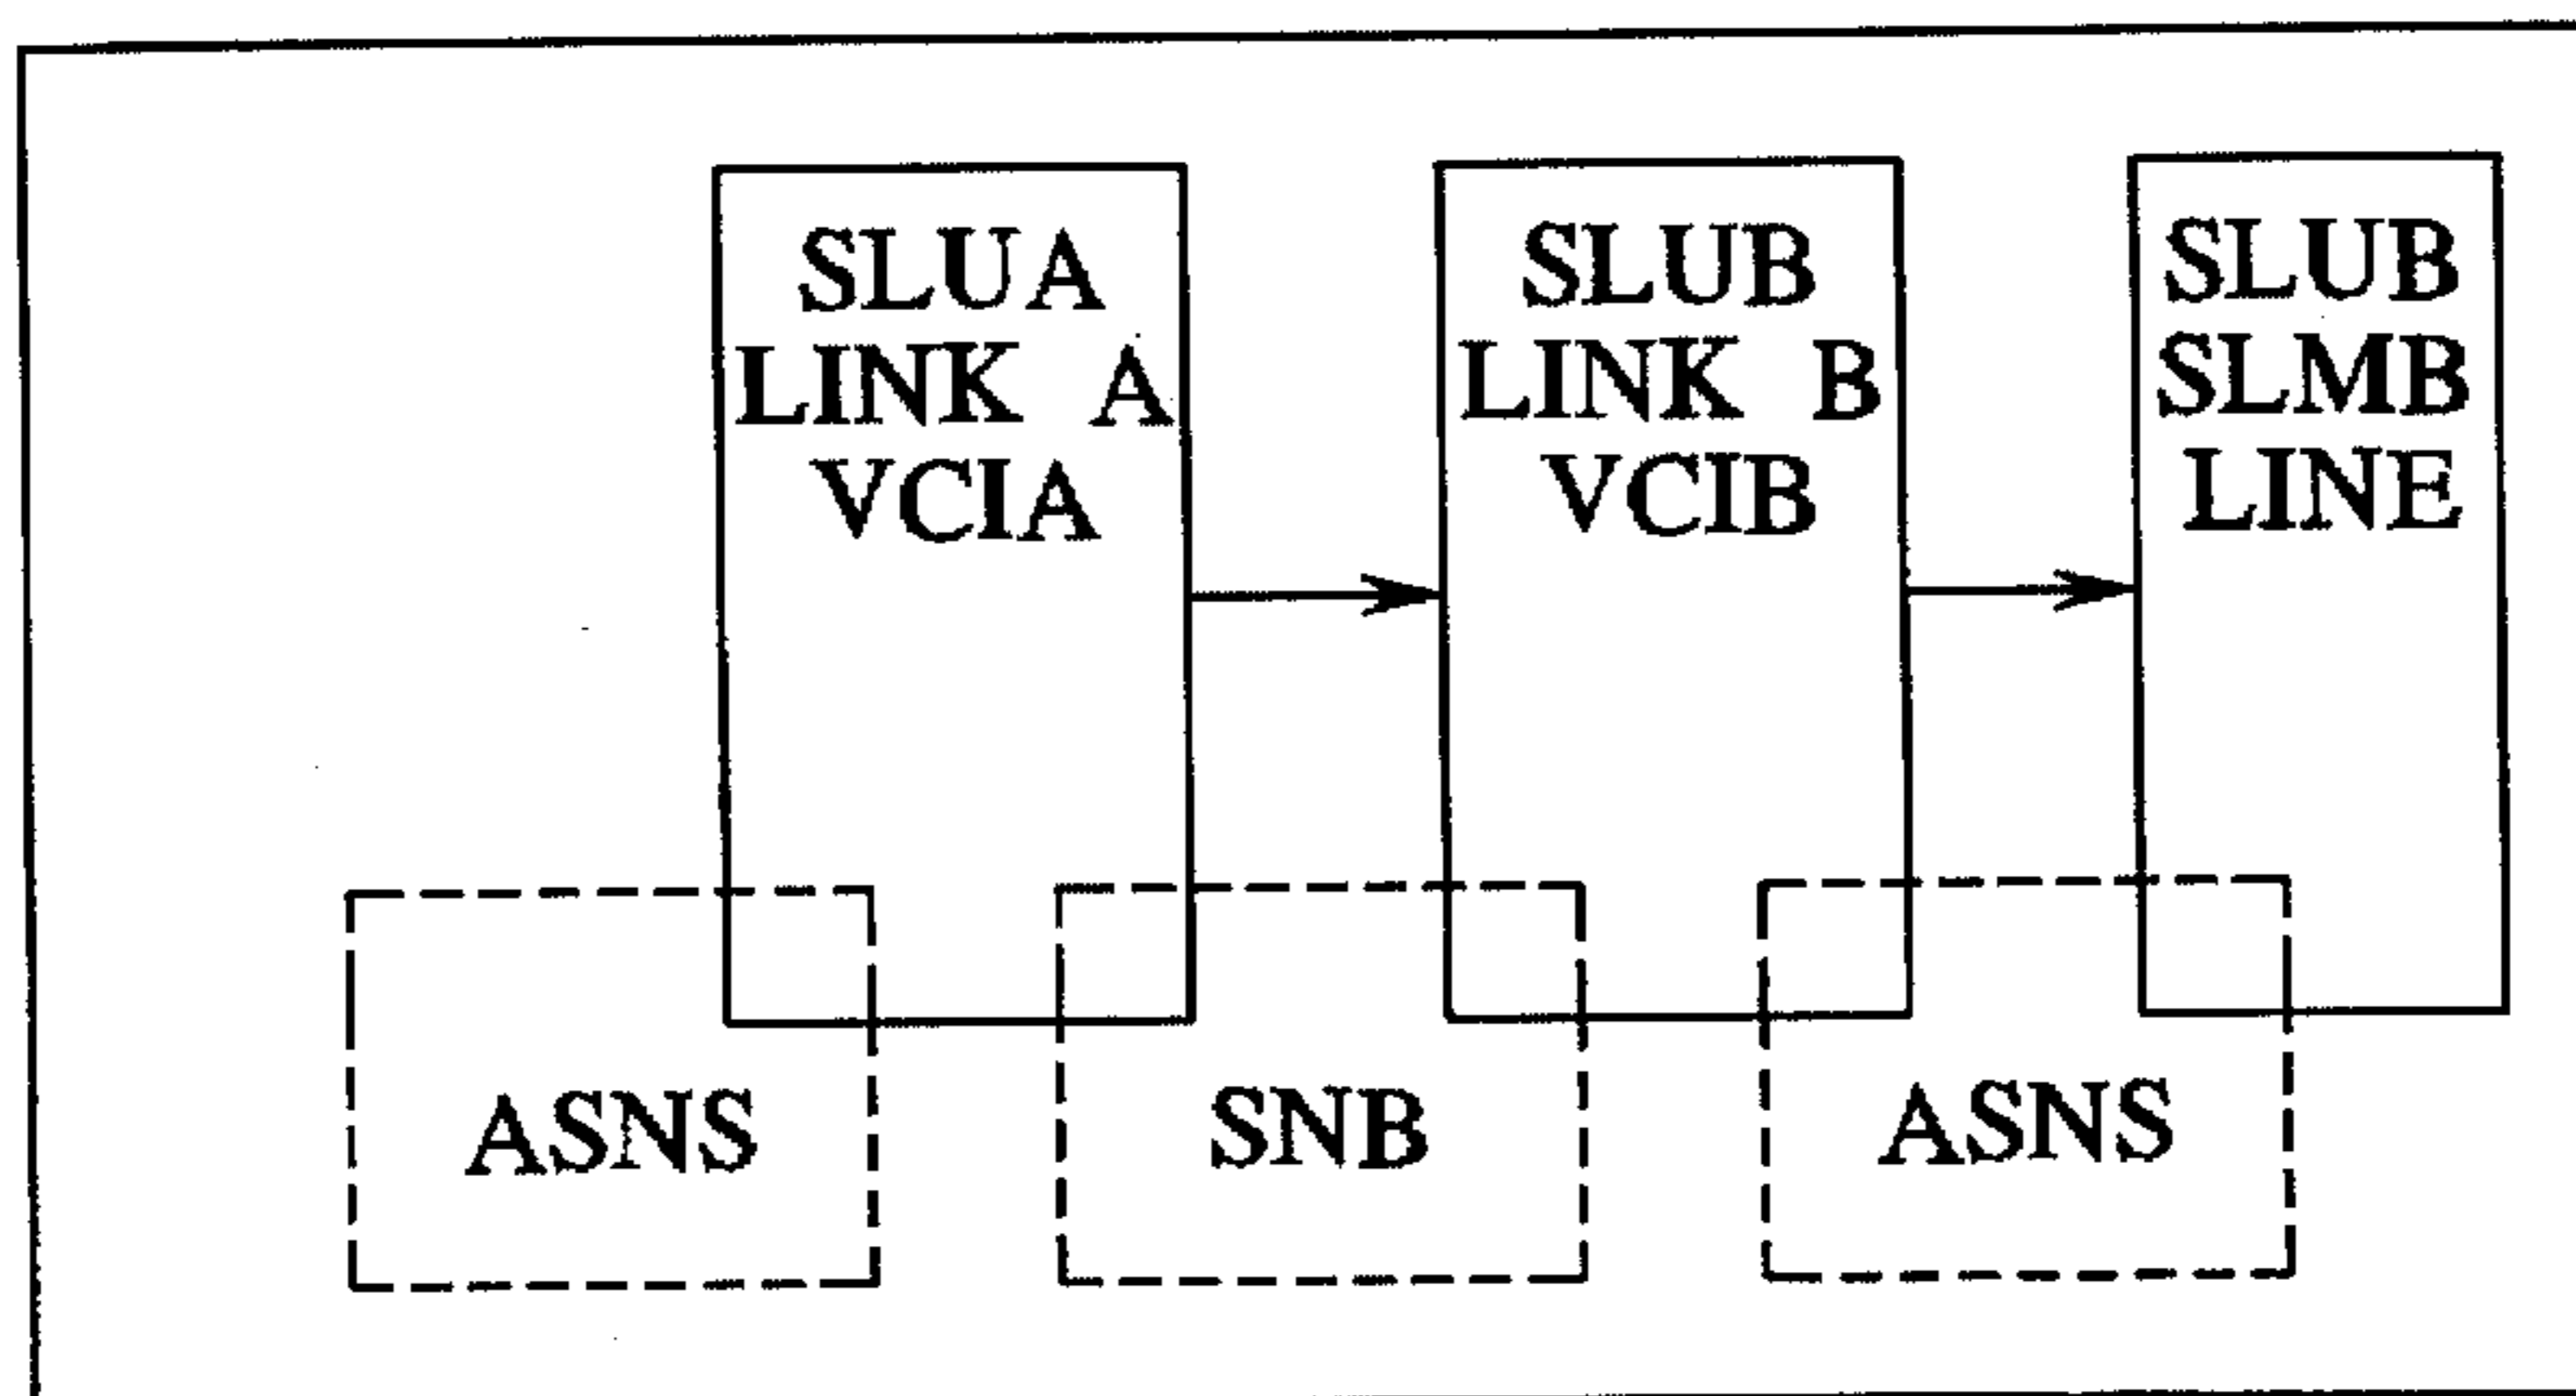 SLUA
LINK A
VCIA
SLUB
LINK B
VCIB
SLUB
SLMB
LINE
ASNS
SNB
ASNS